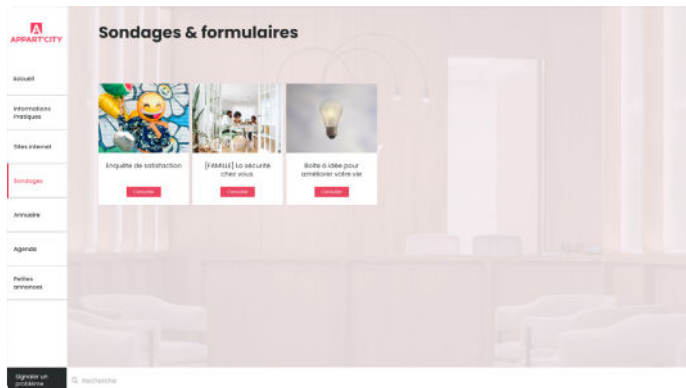 APPART'CITY
Sondages & formulaires
Accueil
Informations
Pratiques
Sites internet
Sondages
Annuaire
Agenda
Petites
annonces
Enquête de satisfaction
Consulter
[FAMILLE] La sécurité
chez vous
Consulter
Boîte à idée pour
améliorer votre vie
Consulter
Signaler un
problème
Recherche